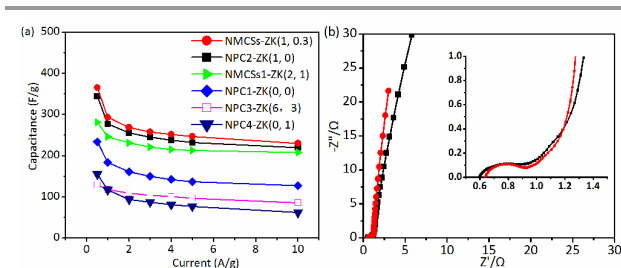 (a)
500
400
300
200
100
0
Capacitance (F/g)
NMCSs-ZK(1, 0.3)
NPC2-ZK(1, 0)
NMCSs1-ZK(2, 1)
NPC1-ZK(0, 0)
NPC3-ZK(6, 3)
NPC4-ZK(0, 1)
0 2 4 6 8 10
Current (A/g)
(b)
-30
-25
-20
-15
-10
-5
0
-Z''/Ω
1.0
0.8
0.6
0.4
0.2
0.0
0.6 0.8 1.0 1.2 1.4
0 5 10 15 20 25 30
Z'/Ω